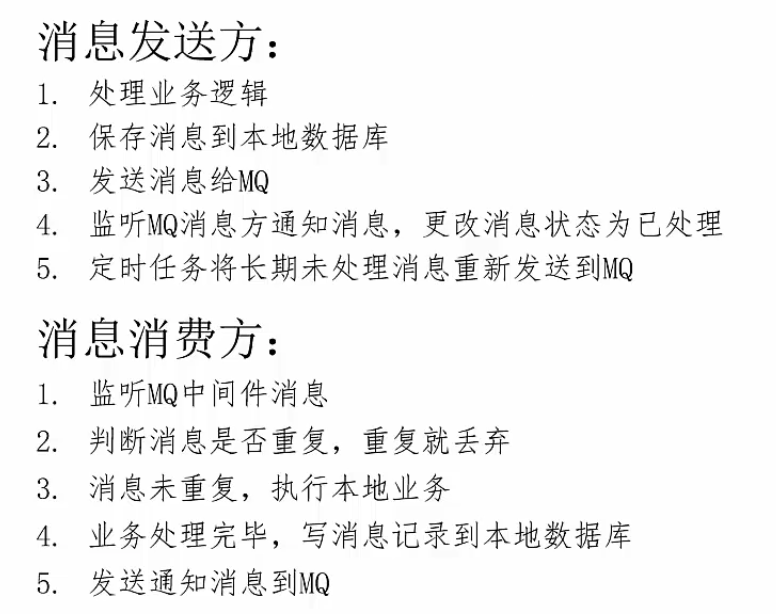 消息发送方：
1. 处理业务逻辑
2. 保存消息到本地数据库
3. 发送消息给MQ
4. 监听MQ消息方通知消息，更改消息状态为已处理
5. 定时任务将长期未处理消息重新发送到MQ
消息消费方：
1. 监听MQ中间件消息
2. 判断消息是否重复，重复就丢弃
3. 消息未重复，执行本地业务
4. 业务处理完毕，写消息记录到本地数据库
5. 发送通知消息到MQ